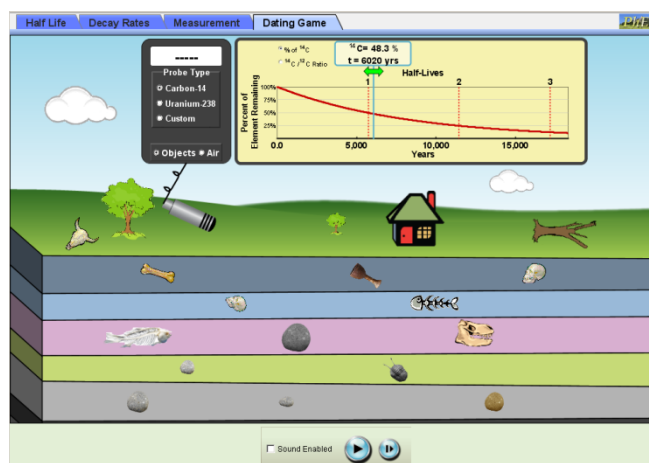 Half Life
Decay Rates
Measurement
Dating Game
-----
Probe Type
Carbon-14
Uranium-238
Custom
Objects Air
% of ¹⁴C
¹⁴C /¹²C Ratio
¹⁴C= 48.3 %
t = 6020 yrs
Half-Lives
1 2 3
Percent of
Element Remaining
100%
75%
50%
25%
0.0 5,000 10,000 15,000
Years
Sound Enabled